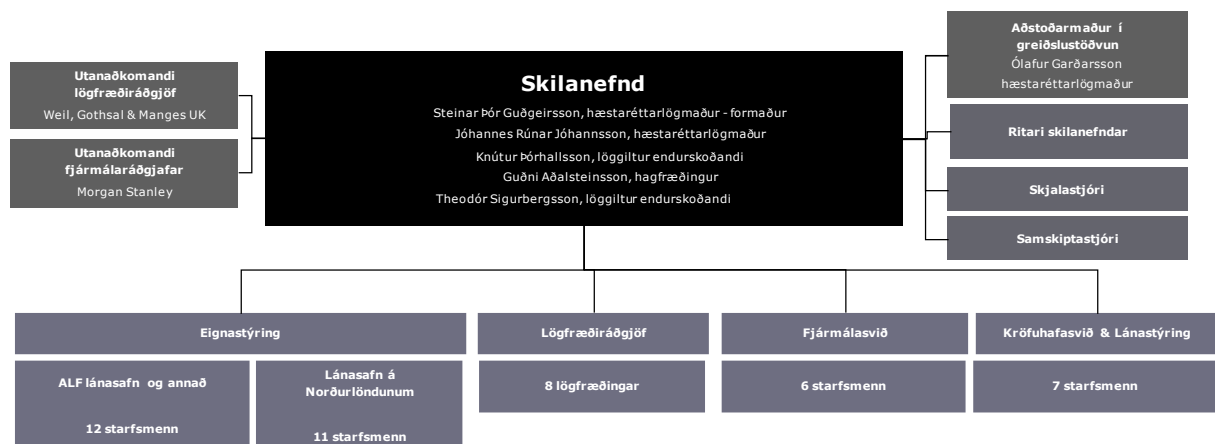 Utanaðkomandi
lögfræðiráðgjöf
Weil, Gothsal & Manges UK
Utanaðkomandi
fjármálaráðgjafar
Morgan Stanley
Skilanefnd
Steinar Þór Guðgeirsson, hæstaréttarlögmaður - formaður
Jóhannes Rúnar Jóhannsson, hæstaréttarlögmaður
Knútur Þórhallsson, löggiltur endurskoðandi
Guðni Aðalsteinsson, hagfræðingur
Theodór Sigurbergsson, löggiltur endurskoðandi
Aðstoðarmaður í
greiðslustöðvun
Ólafur Garðarsson
hæstaréttarlögmaður
Ritari skilanefndar
Skjalastjóri
Samskiptastjóri
Eignastýring
ALF lánasafn og annað
12 starfsmenn
Lánasafn á
Norðurlöndunum
11 starfsmenn
Lögfræðiráðgjöf
8 lögfræðingar
Fjármálasvið
6 starfsmenn
Kröfuhafasvið & Lánastýring
7 starfsmenn